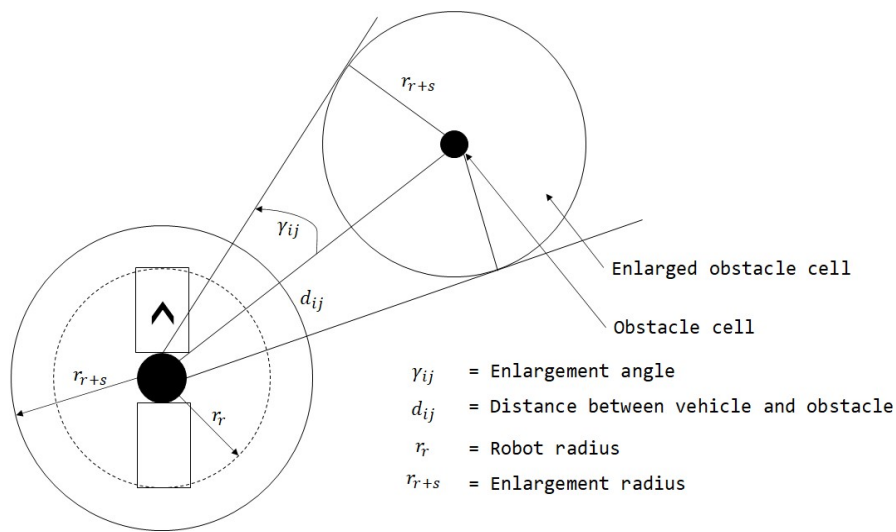 r_{r+s}
γ_{ij}
d_{ij}
Enlarged obstacle cell
Obstacle cell
r_{r+s}
r_r
γ_{ij} = Enlargement angle
d_{ij} = Distance between vehicle and obstacle
r_r = Robot radius
r_{r+s} = Enlargement radius